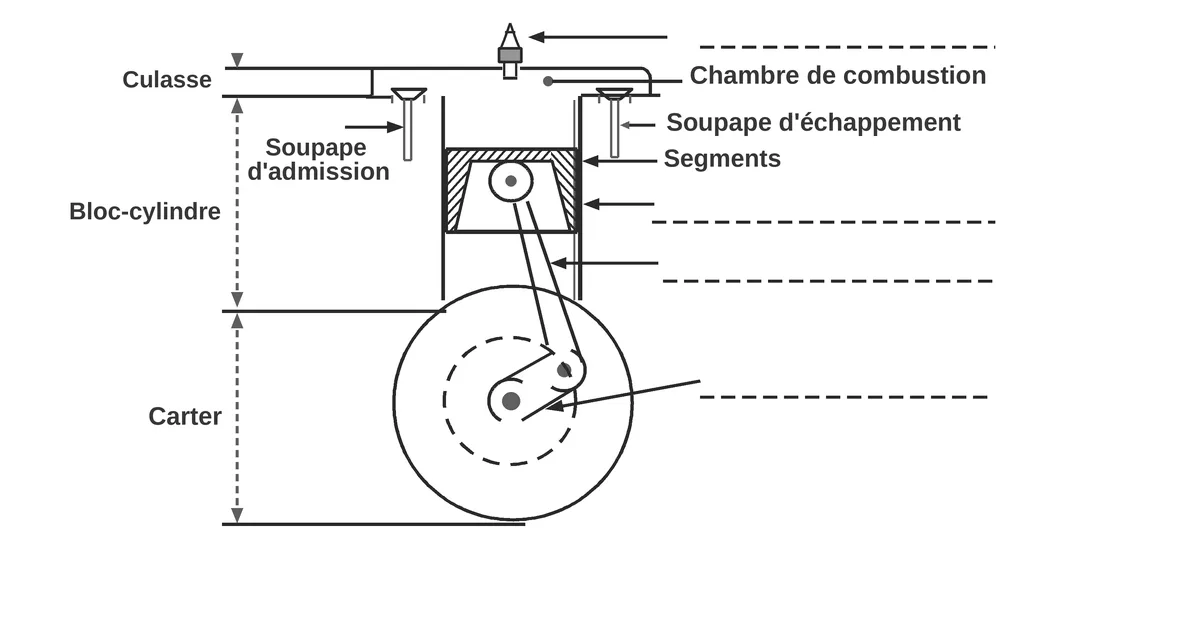 Culasse
Chambre de combustion
Soupape d'échappement
Soupape
d'admission
Segments
Bloc-cylindre
Carter